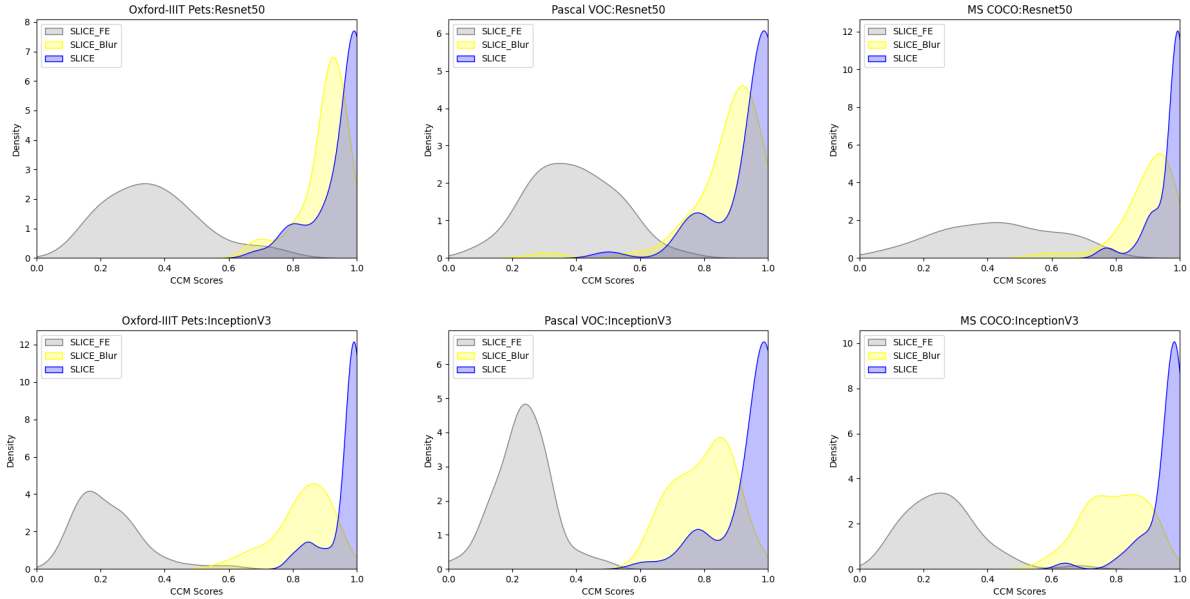 Oxford-IIIT Pets:Resnet50
SLICE_FE
SLICE_Blur
SLICE
Density
8
7
6
5
4
3
2
1
0
0.0 0.2 0.4 0.6 0.8 1.0
CCM Scores
Pascal VOC:Resnet50
SLICE_FE
SLICE_Blur
SLICE
Density
6
5
4
3
2
1
0
0.0 0.2 0.4 0.6 0.8 1.0
CCM Scores
MS COCO:Resnet50
SLICE_FE
SLICE_Blur
SLICE
Density
12
10
8
6
4
2
0
0.0 0.2 0.4 0.6 0.8 1.0
CCM Scores
Oxford-IIIT Pets:InceptionV3
SLICE_FE
SLICE_Blur
SLICE
Density
12
10
8
6
4
2
0
0.0 0.2 0.4 0.6 0.8 1.0
CCM Scores
Pascal VOC:InceptionV3
SLICE_FE
SLICE_Blur
SLICE
Density
6
5
4
3
2
1
0
0.0 0.2 0.4 0.6 0.8 1.0
CCM Scores
MS COCO:InceptionV3
SLICE_FE
SLICE_Blur
SLICE
Density
10
8
6
4
2
0
0.0 0.2 0.4 0.6 0.8 1.0
CCM Scores